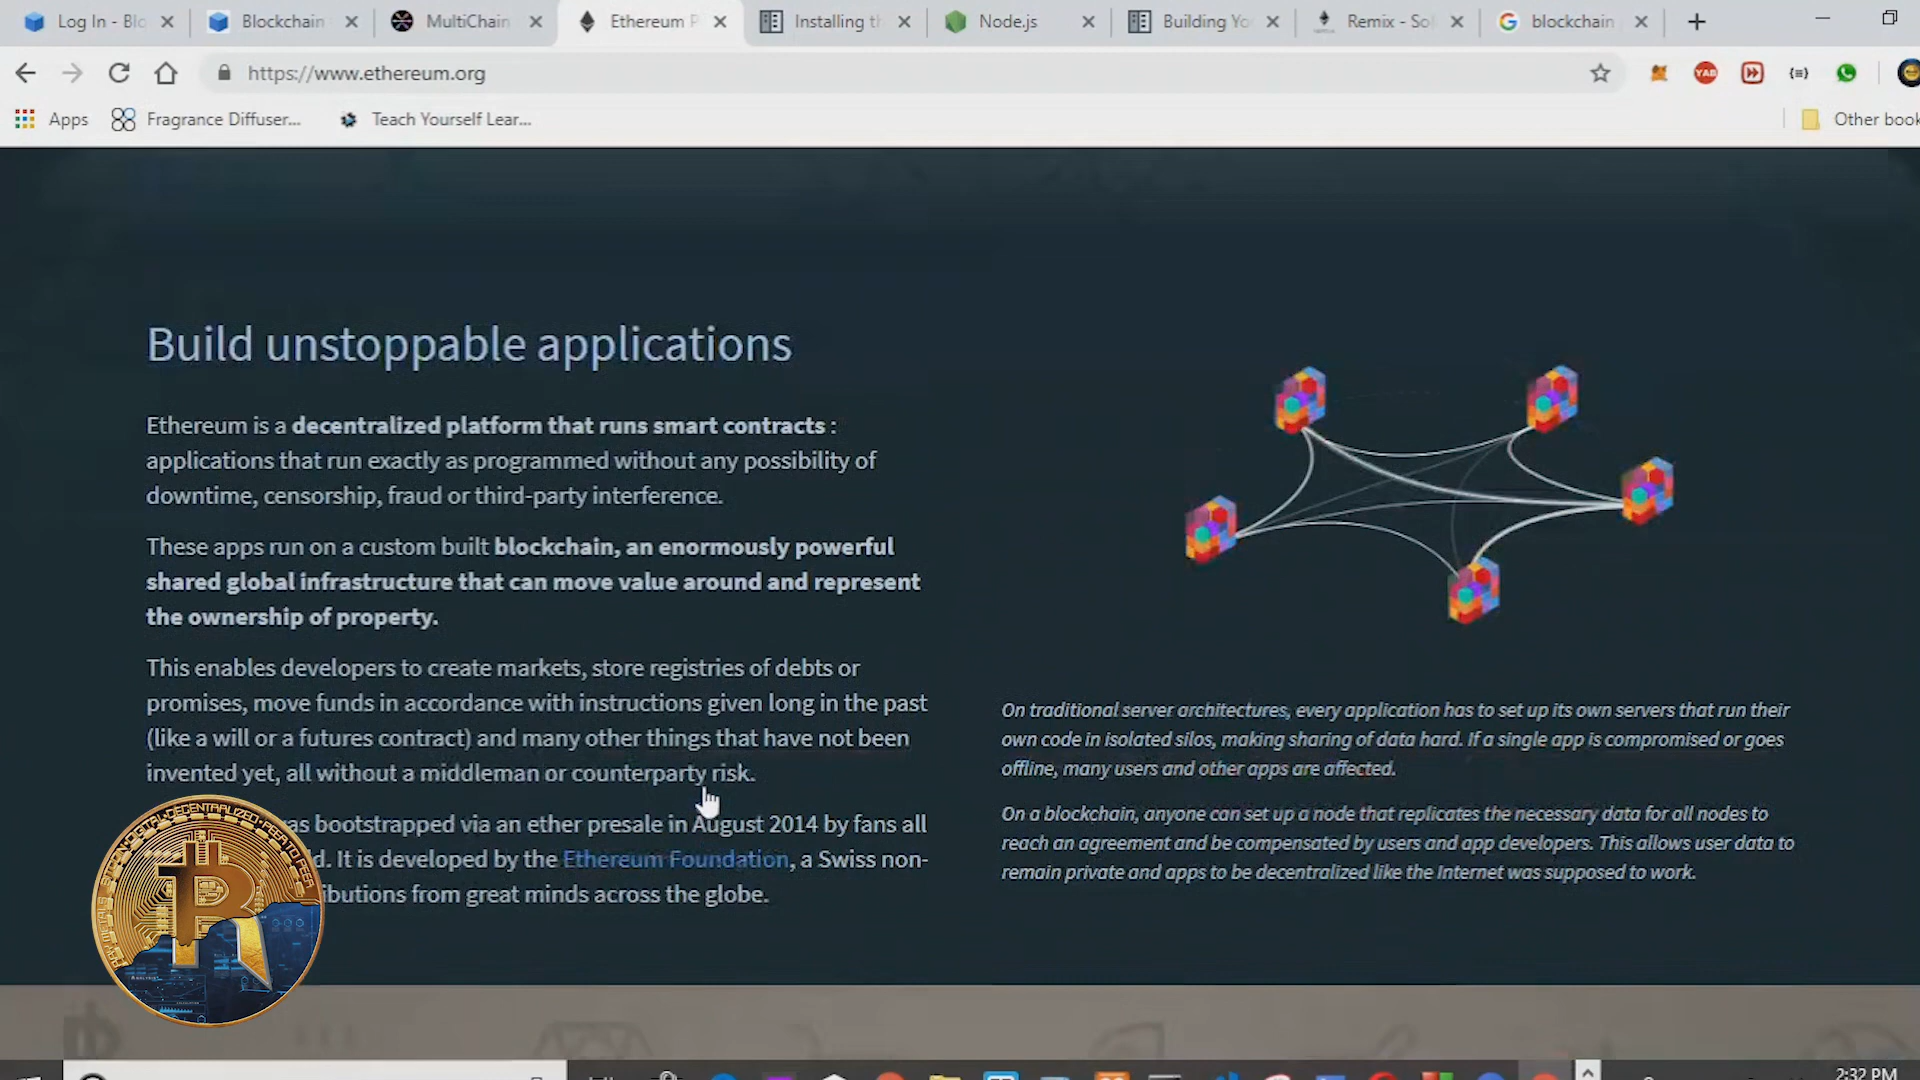 Log In - Blo
Blockchain
MultiChain
Ethereum P
Installing th
Node.js
Building Yo
Remix - Sol
blockchain
https://www.ethereum.org
YAB
Apps
Fragrance Diffuser...
Teach Yourself Lear...
Other book
Build unstoppable applications
Ethereum is a decentralized platform that runs smart contracts :
applications that run exactly as programmed without any possibility of
downtime, censorship, fraud or third-party interference.
These apps run on a custom built blockchain, an enormously powerful
shared global infrastructure that can move value around and represent
the ownership of property.
This enables developers to create markets, store registries of debts or
promises, move funds in accordance with instructions given long in the past
(like a will or a futures contract) and many other things that have not been
invented yet, all without a middleman or counterparty risk.
as bootstrapped via an ether presale in August 2014 by fans all
d. It is developed by the Ethereum Foundation, a Swiss non-
ibutions from great minds across the globe.
On traditional server architectures, every application has to set up its own servers that run their
own code in isolated silos, making sharing of data hard. If a single app is compromised or goes
offline, many users and other apps are affected.
On a blockchain, anyone can set up a node that replicates the necessary data for all nodes to
reach an agreement and be compensated by users and app developers. This allows user data to
remain private and apps to be decentralized like the Internet was supposed to work.
2:32 PM